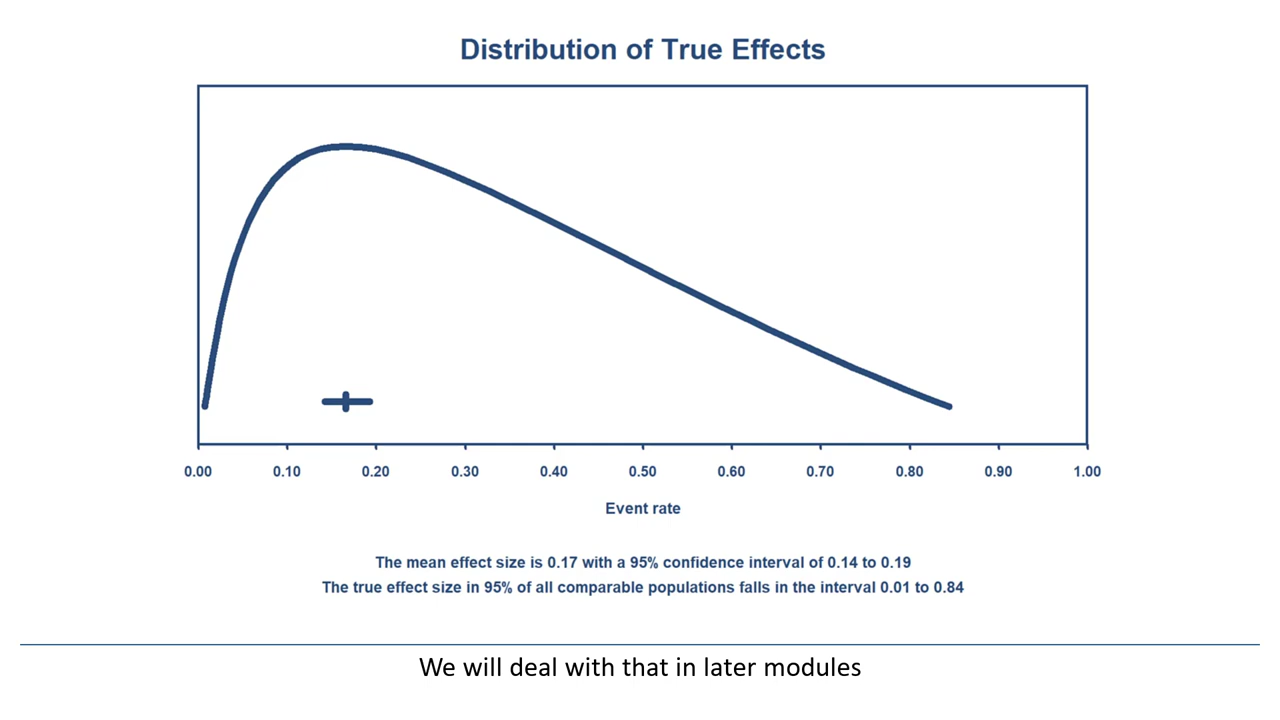 Distribution of True Effects
0.00 0.10 0.20 0.30 0.40 0.50 0.60 0.70 0.80 0.90 1.00
Event rate
The mean effect size is 0.17 with a 95% confidence interval of 0.14 to 0.19
The true effect size in 95% of all comparable populations falls in the interval 0.01 to 0.84
We will deal with that in later modules